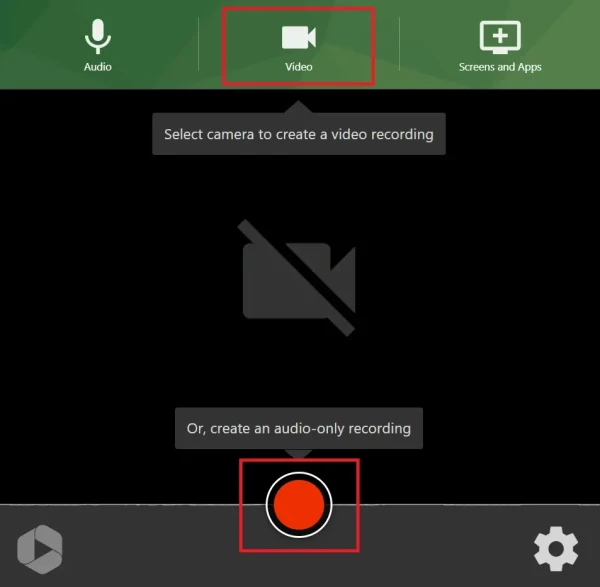 Audio
Video
Screens and Apps
Select camera to create a video recording
Or, create an audio-only recording